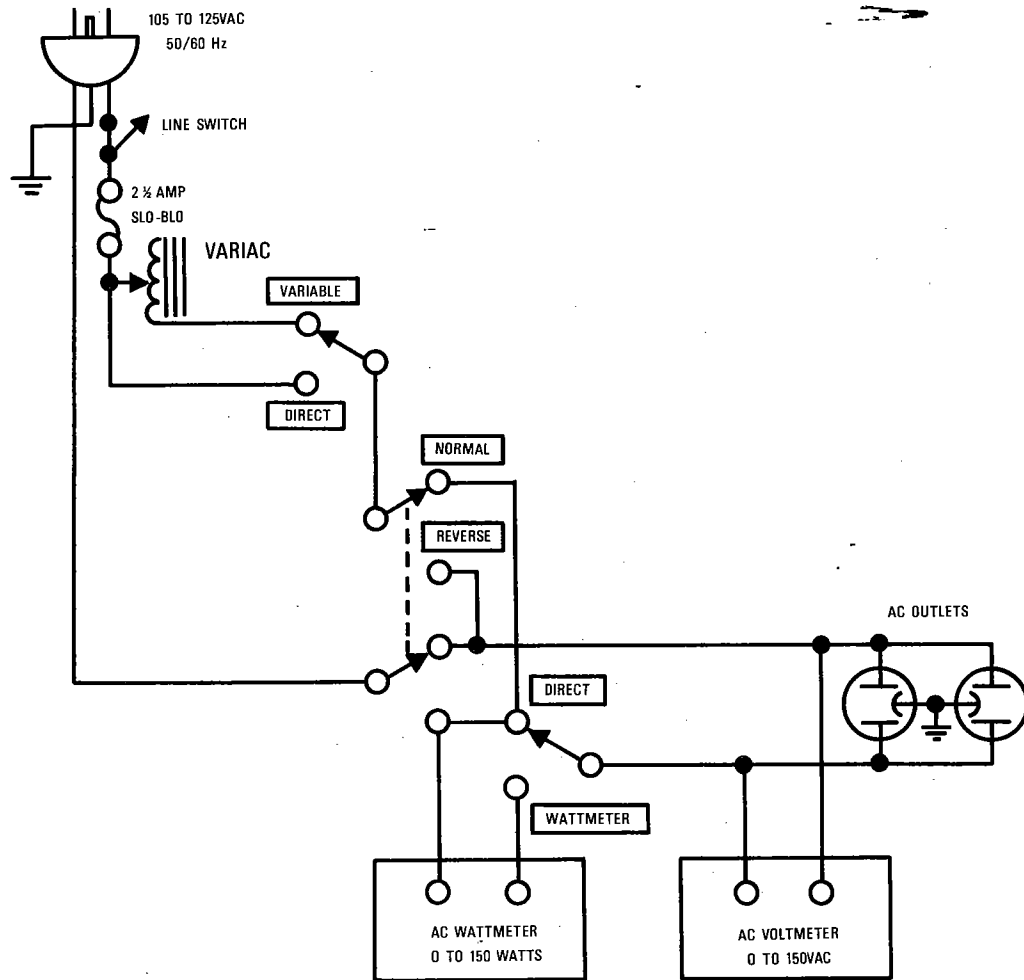 105 TO 125VAC
50/60 Hz
LINE SWITCH
2 ½ AMP
SLO-BLO
VARIAC
VARIABLE
DIRECT
NORMAL
REVERSE
AC OUTLETS
DIRECT
WATTMETER
AC WATTMETER
0 TO 150 WATTS
AC VOLTMETER
0 TO 150VAC